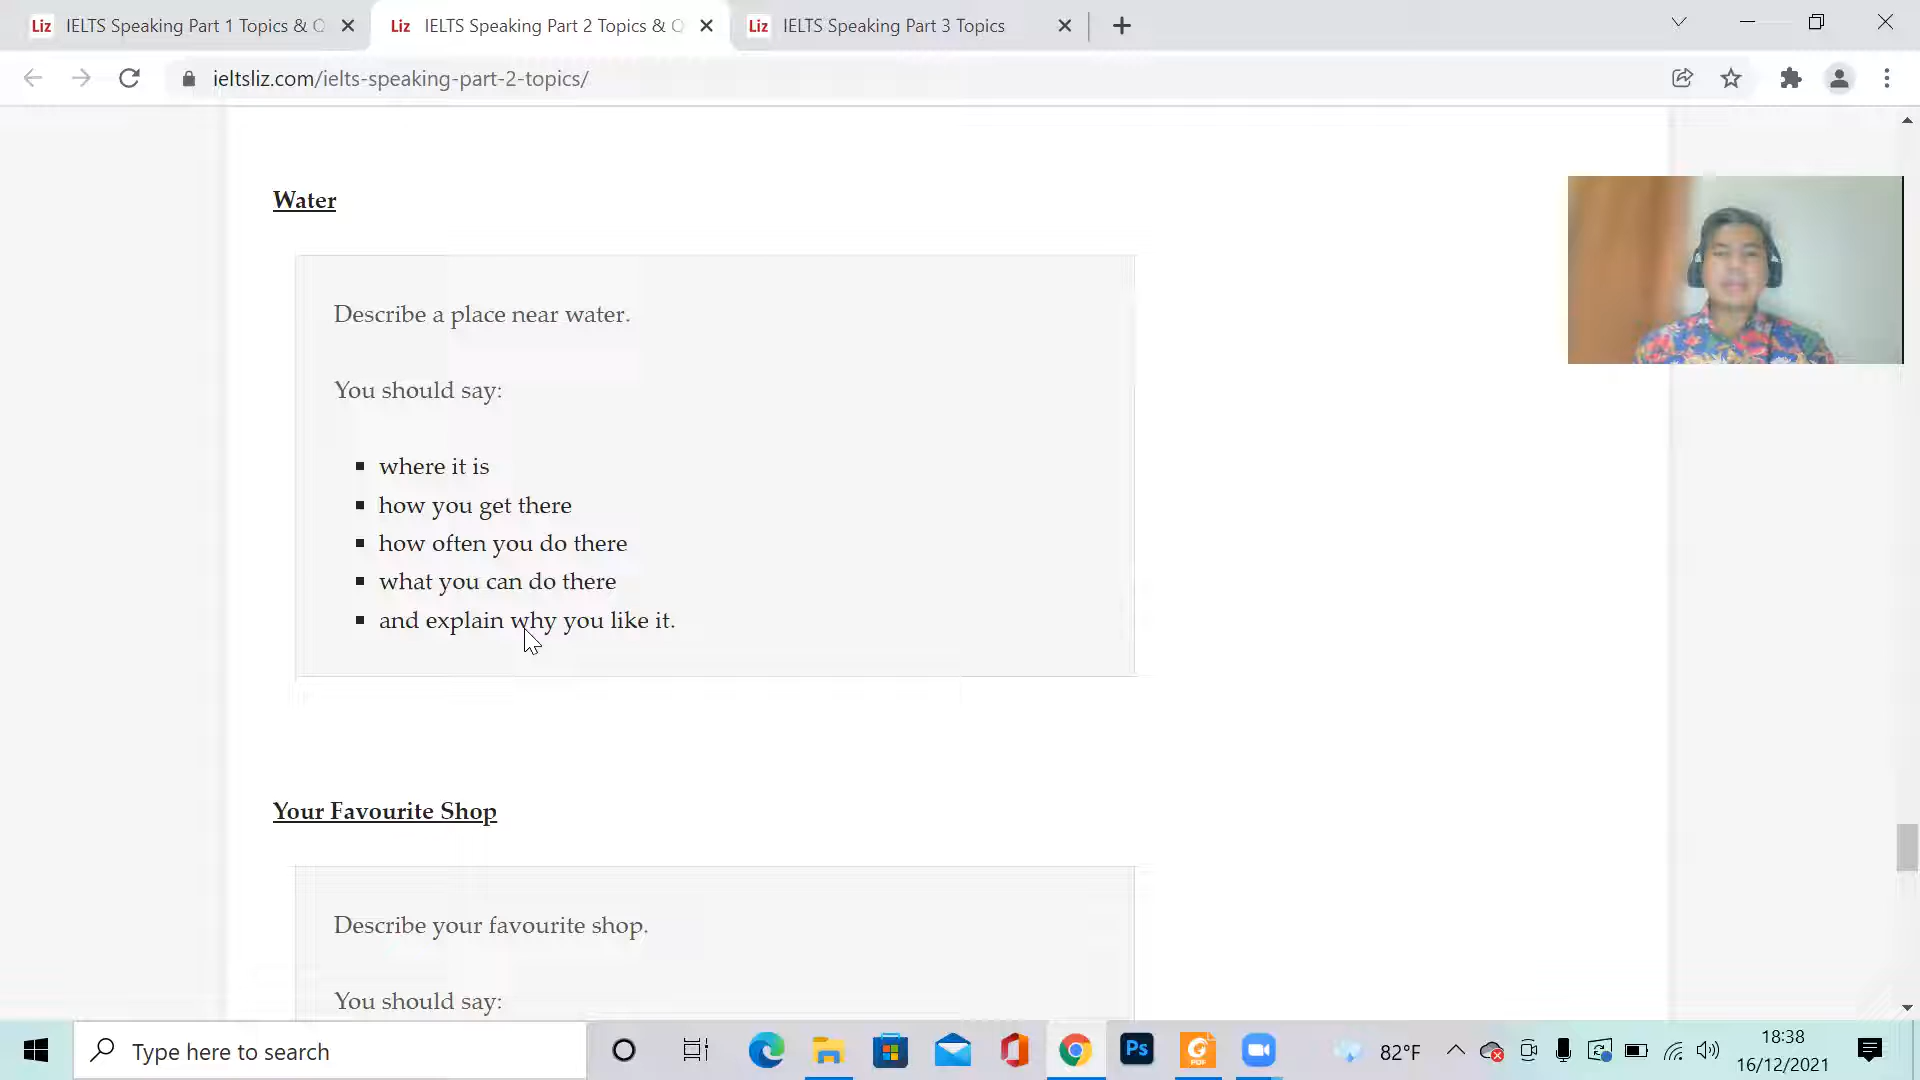 Liz IELTS Speaking Part 1 Topics & Q
Liz IELTS Speaking Part 2 Topics & Q
Liz IELTS Speaking Part 3 Topics
ieltsliz.com/ielts-speaking-part-2-topics/
Water
Describe a place near water.
You should say:
where it is
how you get there
how often you do there
what you can do there
and explain why you like it.
Your Favourite Shop
Describe your favourite shop.
You should say:
Type here to search
Ps
PDF
82°F
18:38
16/12/2021